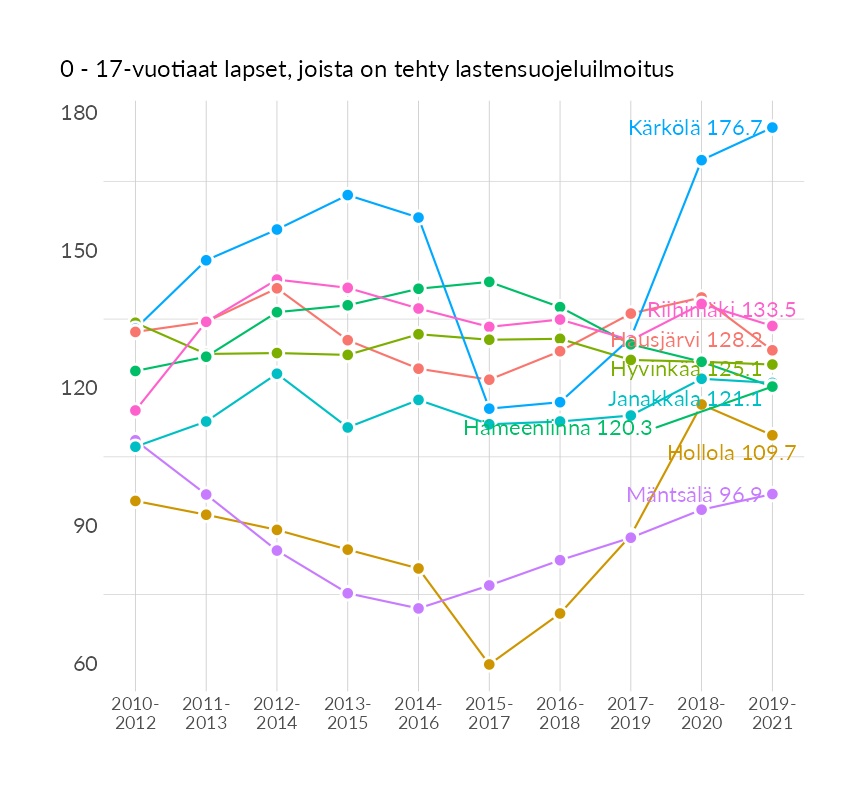 0 - 17-vuotiaat lapset, joista on tehty lastensuojeluilmoitus
180
Kärkölä 176.7
150
Riihimäki 133.5
Hausjärvi 128.2
Hyvinkää 125.1
120
Janakkala 121.1
Hämeenlinna 120.3
Hollola 109.7
Mäntsälä 96.9
90
60
2010- 2011- 2012- 2013- 2014- 2015- 2016- 2017- 2018- 2019-
2012 2013 2014 2015 2016 2017 2018 2019 2020 2021